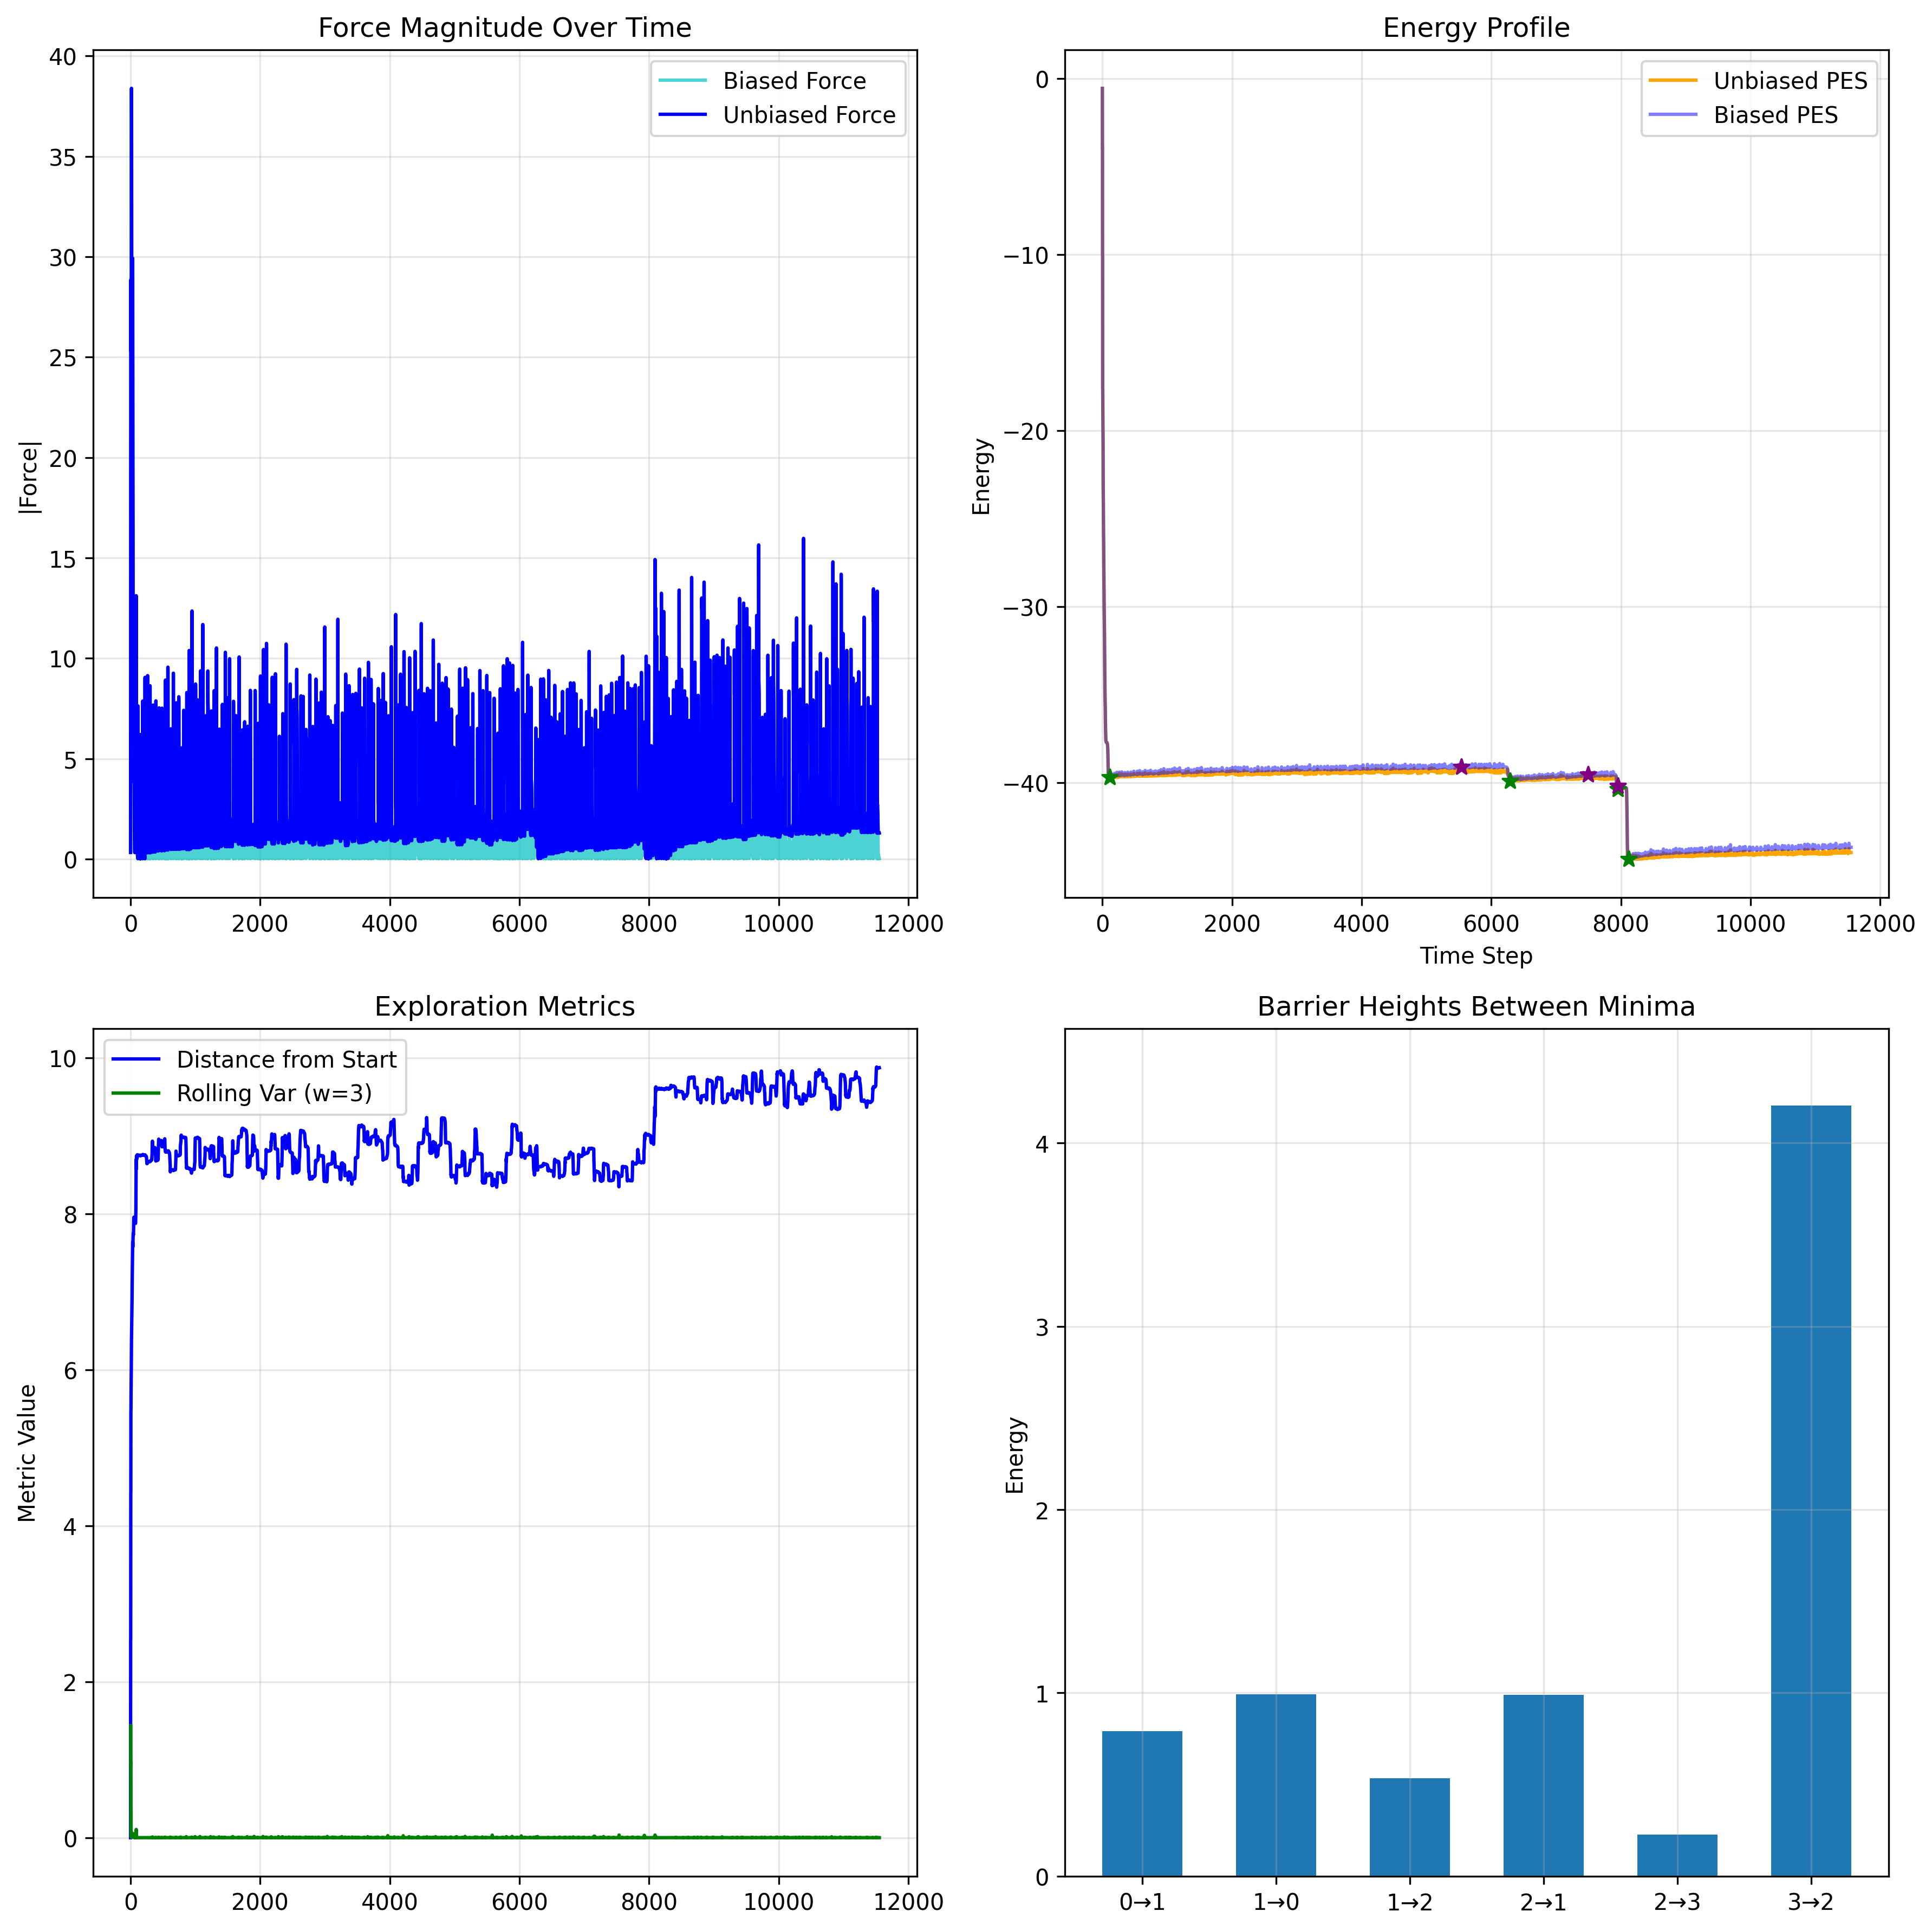 Force Magnitude Over Time
|Force|
40
35
30
25
20
15
10
5
0
Biased Force
Unbiased Force
0 2000 4000 6000 8000 10000 12000
Energy Profile
Energy
0
−10
−20
−30
−40
Unbiased PES
Biased PES
0 2000 4000 6000 8000 10000 12000
Time Step
Exploration Metrics
Metric Value
10
8
6
4
2
0
Distance from Start
Rolling Var (w=3)
0 2000 4000 6000 8000 10000 12000
Barrier Heights Between Minima
Energy
4
3
2
1
0
0→1 1→0 1→2 2→1 2→3 3→2